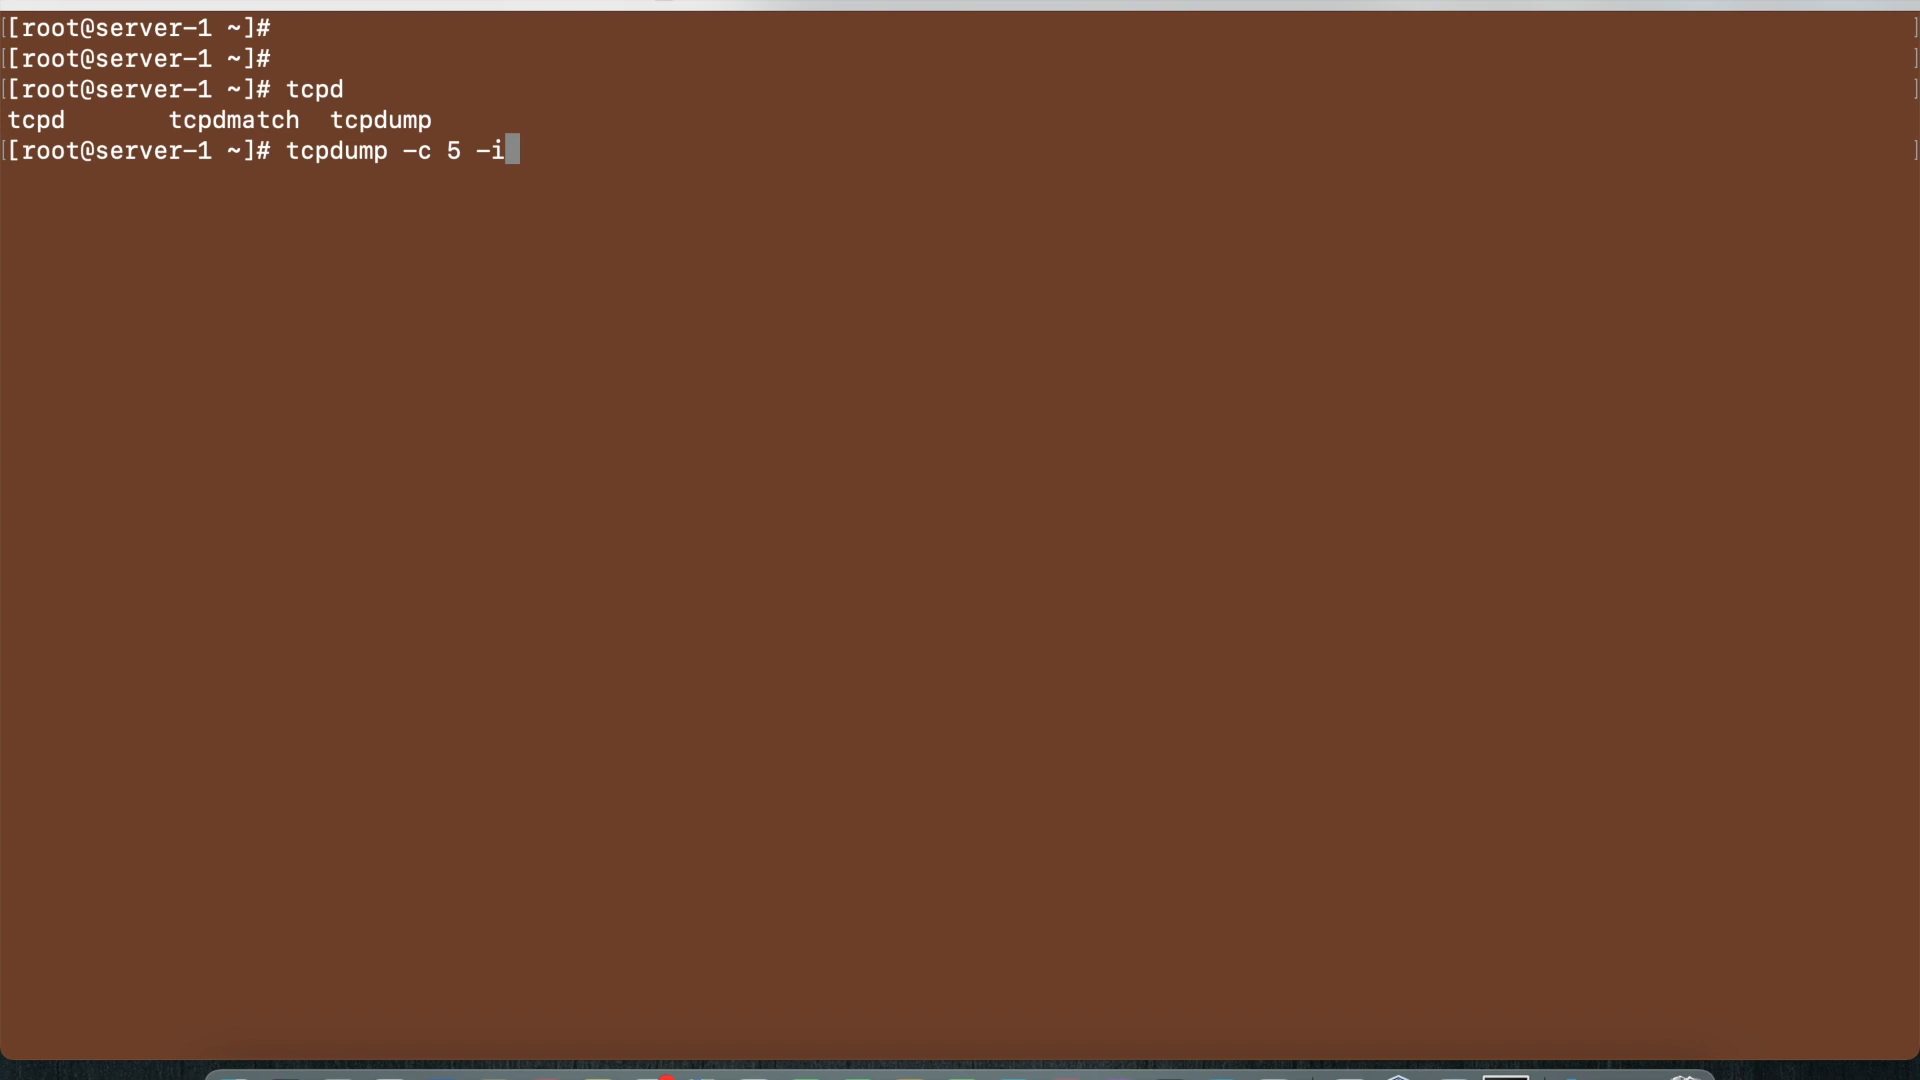 [root@server-1 ~]#
[root@server-1 ~]#
[root@server-1 ~]# tcpd
tcpd       tcpdmatch  tcpdump
[root@server-1 ~]# tcpdump -c 5 -i